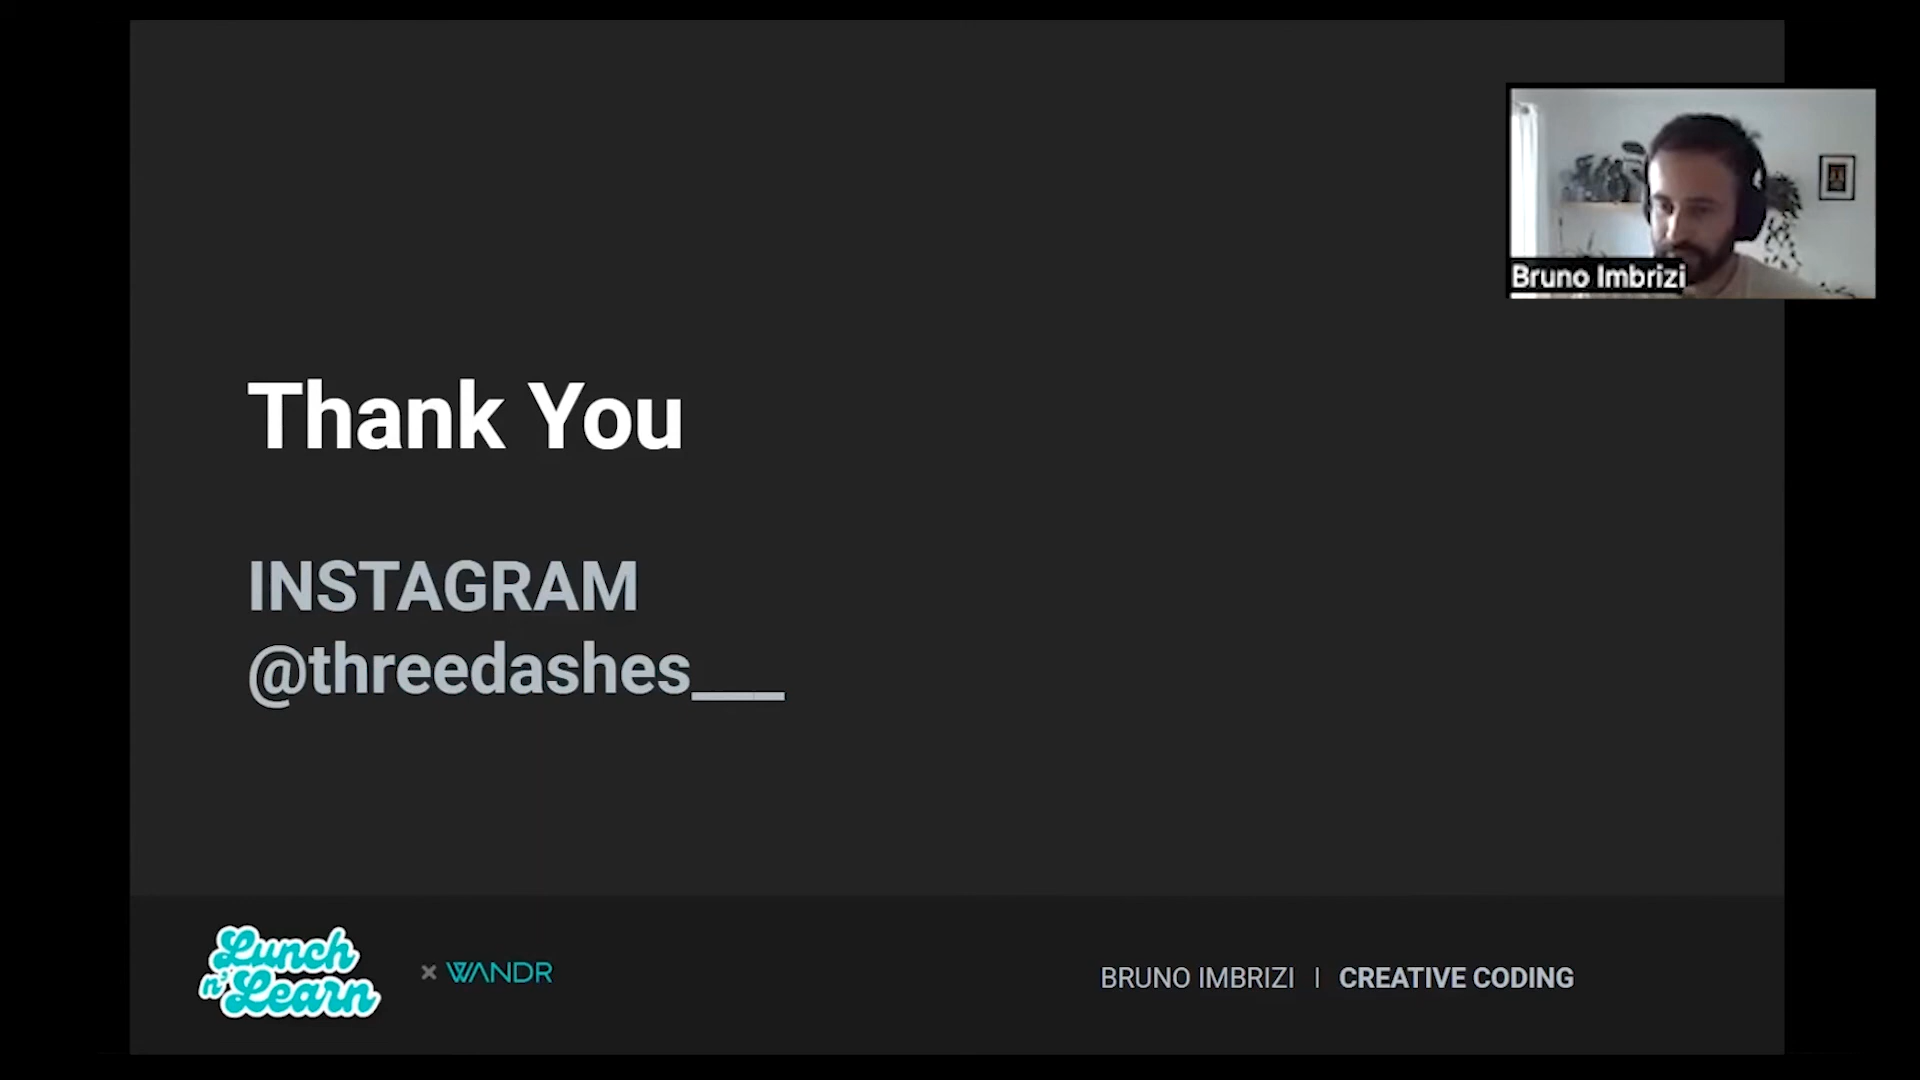 Bruno Imbrizi
Thank You
INSTAGRAM
@threedashes___
Lunch
n' Learn
× WANDR
BRUNO IMBRIZI | CREATIVE CODING